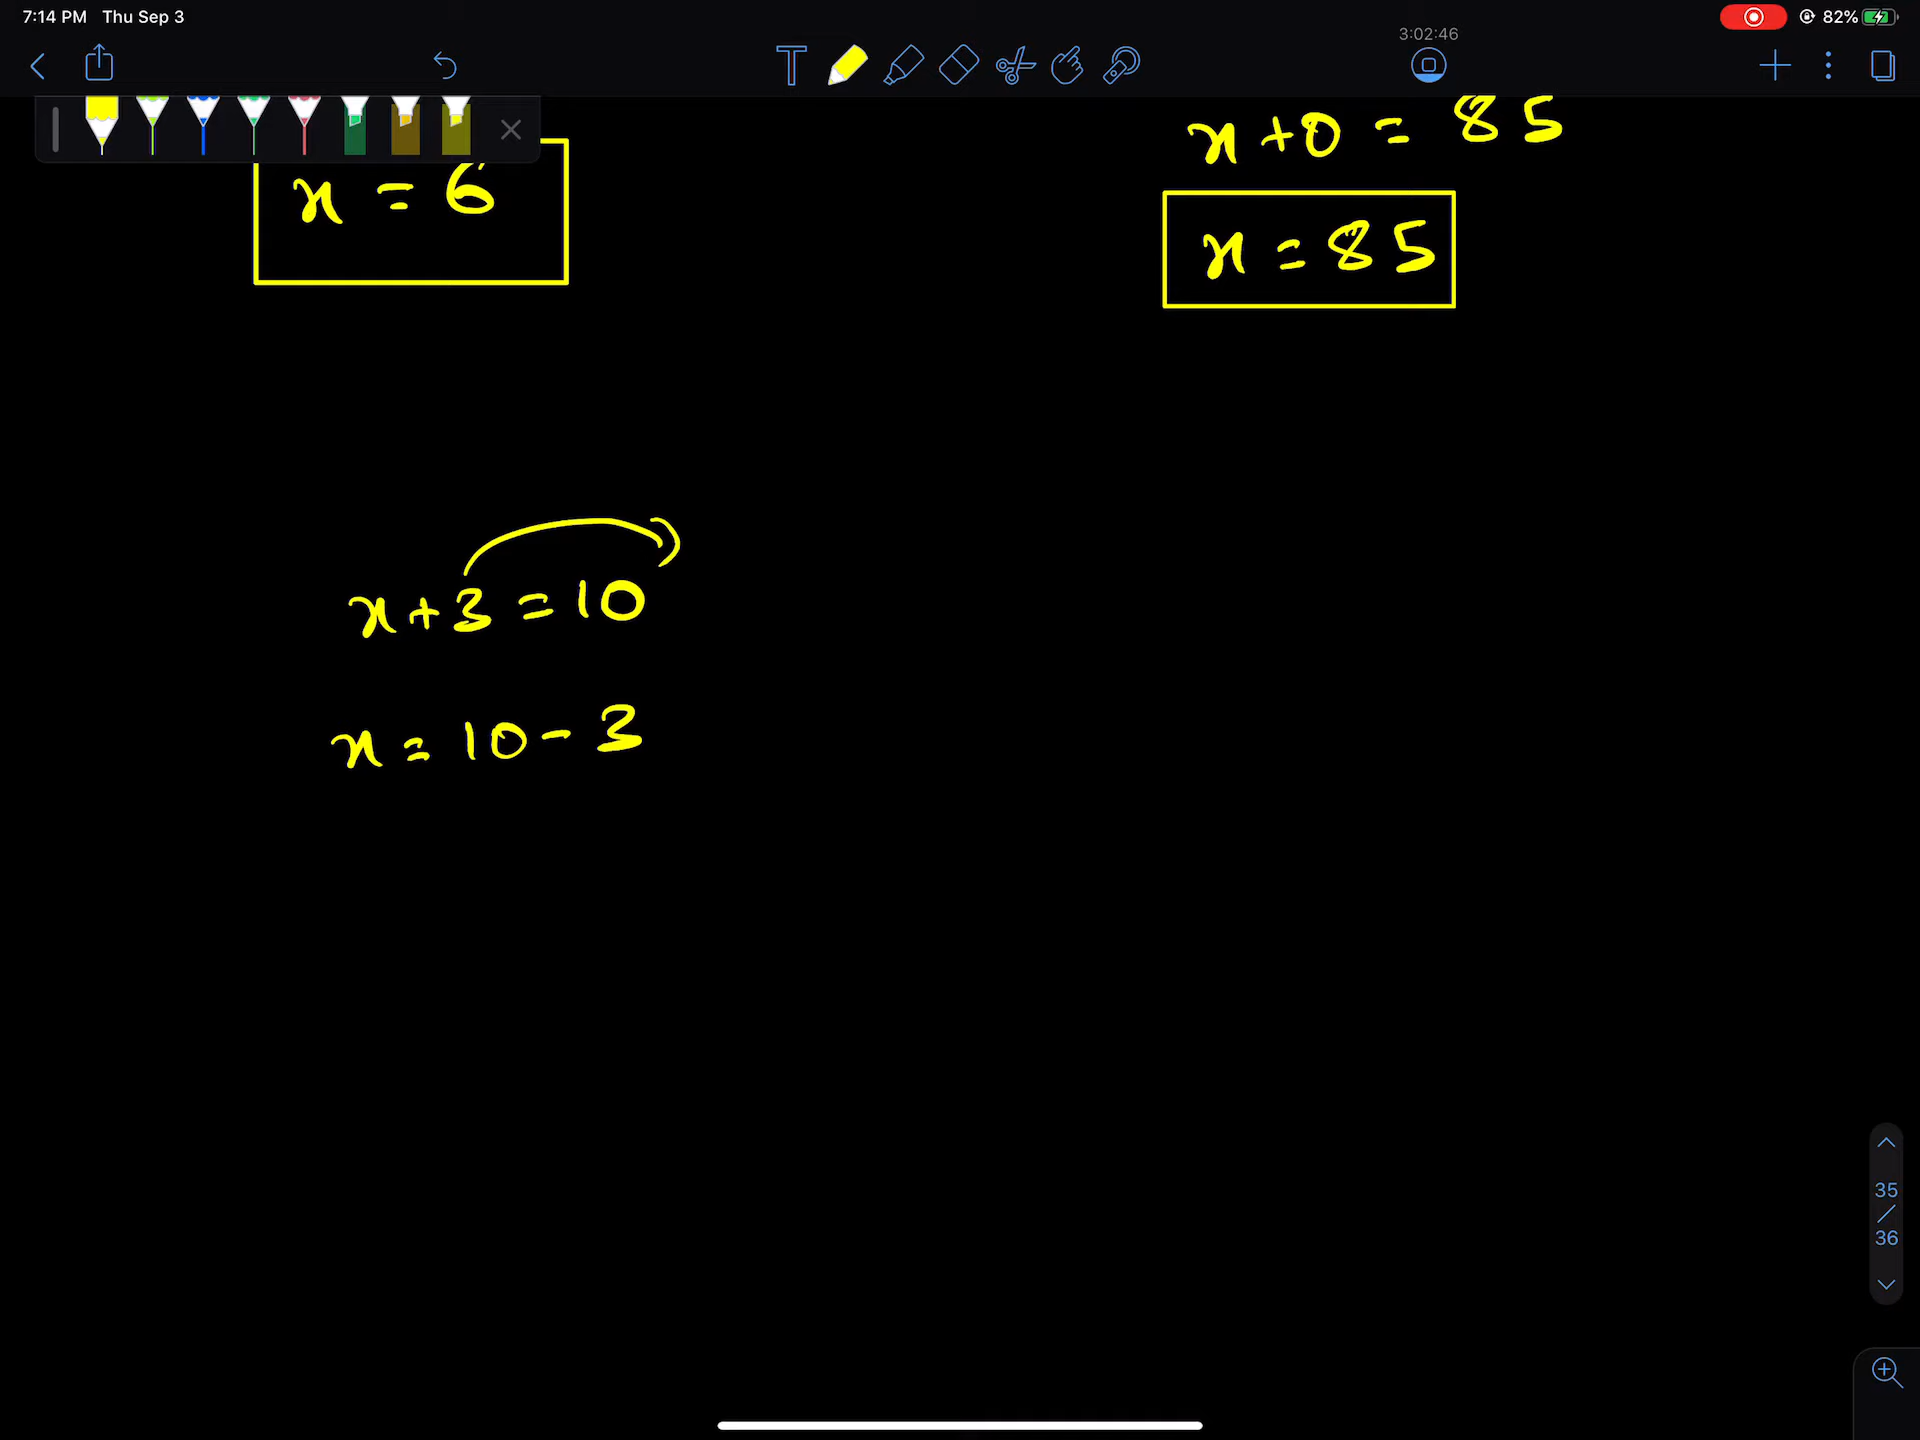 7:14 PM Thu Sep 3
82%
3:02:46
x + 0 = 85
x = 6
x = 85
x + 3 = 10
x = 10 - 3
35
/
36